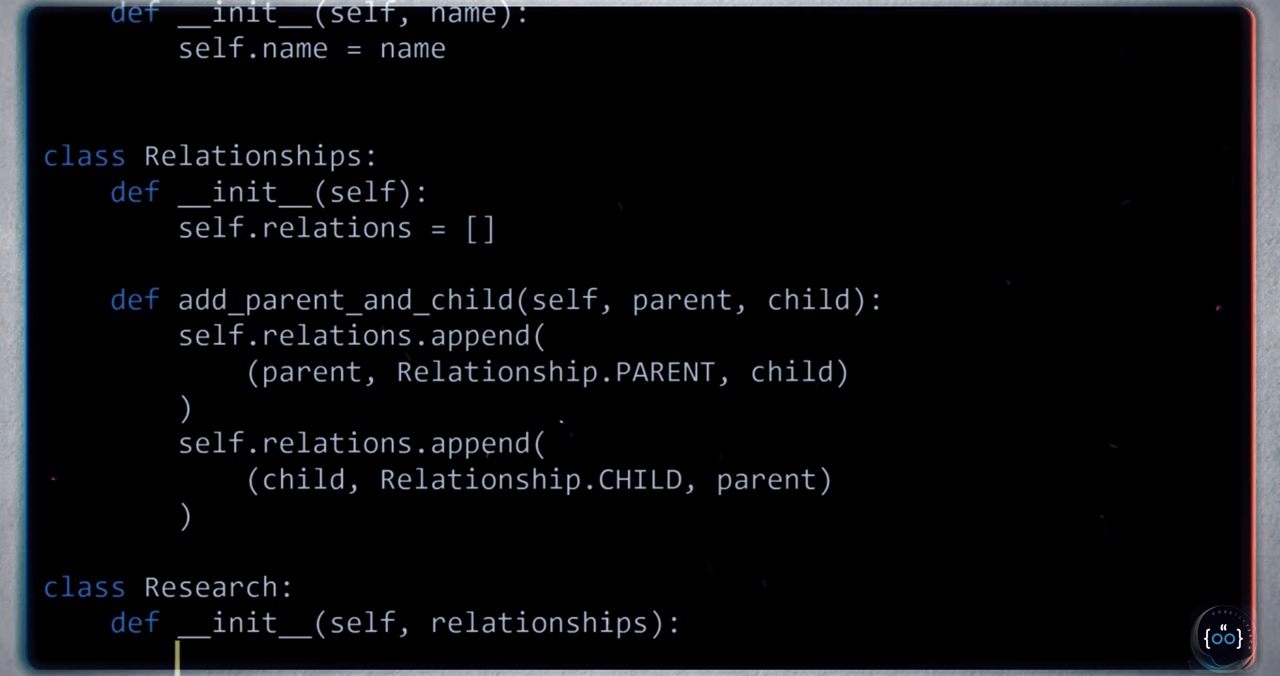 def __init__(self, name):
self.name = name
class Relationships:
def __init__(self):
self.relations = []
def add_parent_and_child(self, parent, child):
self.relations.append(
(parent, Relationship.PARENT, child)
)
self.relations.append(
(child, Relationship.CHILD, parent)
)
class Research:
def __init__(self, relationships):